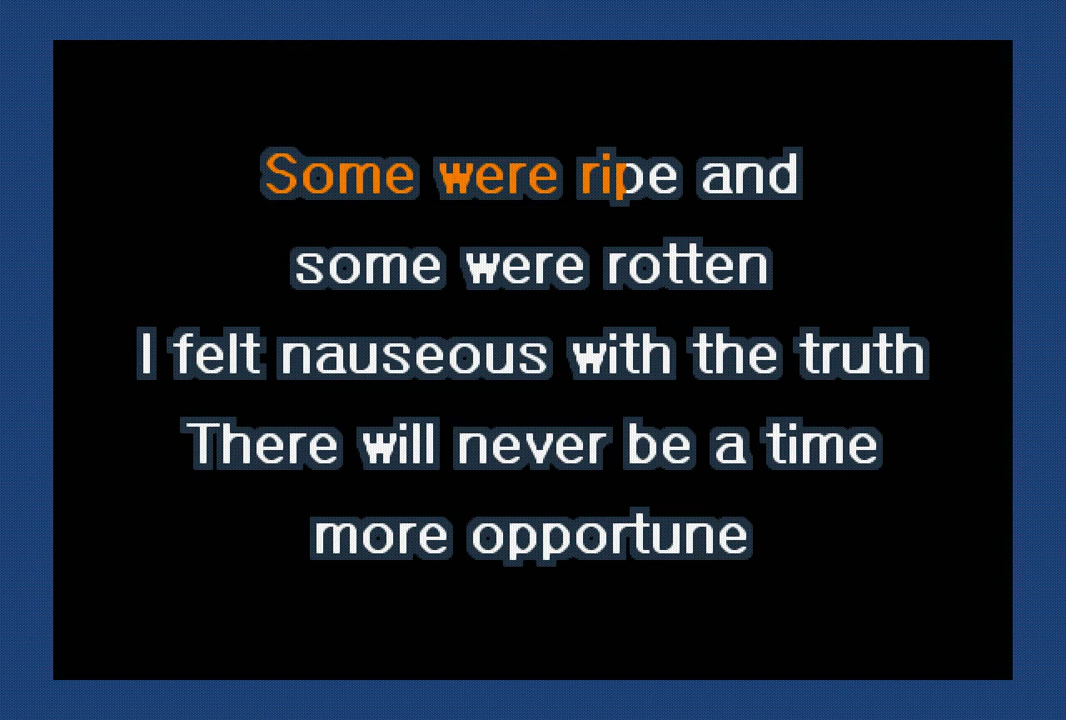 Some were ripe and
some were rotten
I felt nauseous with the truth
There will never be a time
more opportune